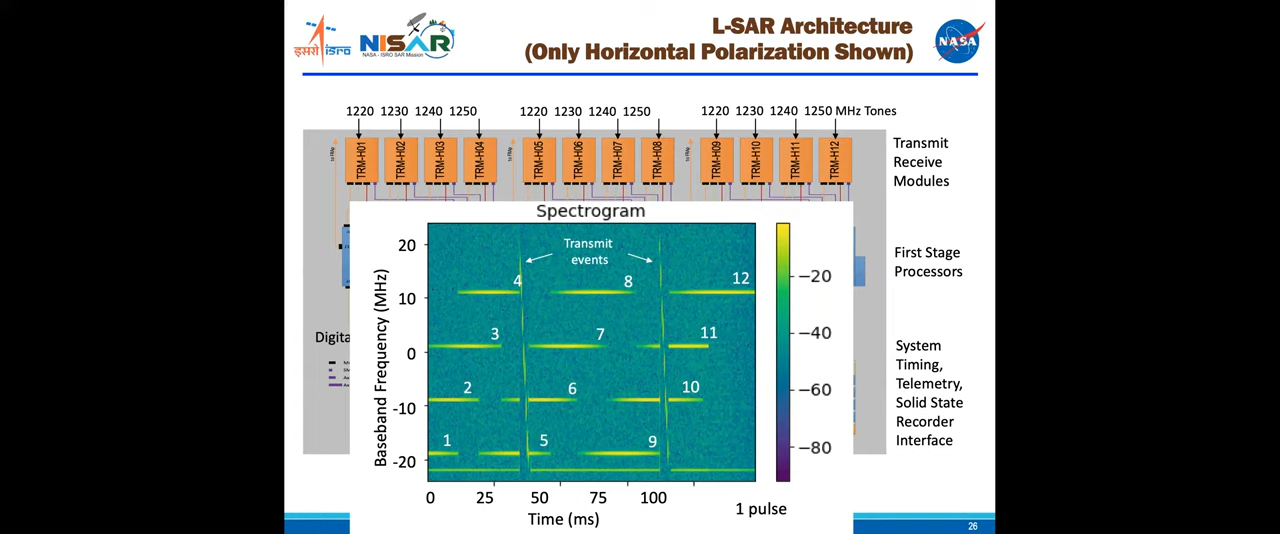 L-SAR Architecture
(Only Horizontal Polarization Shown)
इसरो isro
NISAR
NASA - ISRO SAR Mission
NASA
1220 1230 1240 1250 1220 1230 1240 1250 1220 1230 1240 1250 MHz Tones
TRM-H01 TRM-H02 TRM-H03 TRM-H04 TRM-H05 TRM-H06 TRM-H07 TRM-H08 TRM-H09 TRM-H10 TRM-H11 TRM-H12
Transmit
Receive
Modules
First Stage
Processors
System
Timing,
Telemetry,
Solid State
Recorder
Interface
Digita
Spectrogram
Transmit
events
4 8 12
3 7 11
2 6 10
1 5 9
Baseband Frequency (MHz)
20
10
0
-10
-20
0 25 50 75 100
Time (ms)
−20
−40
−60
−80
1 pulse
26